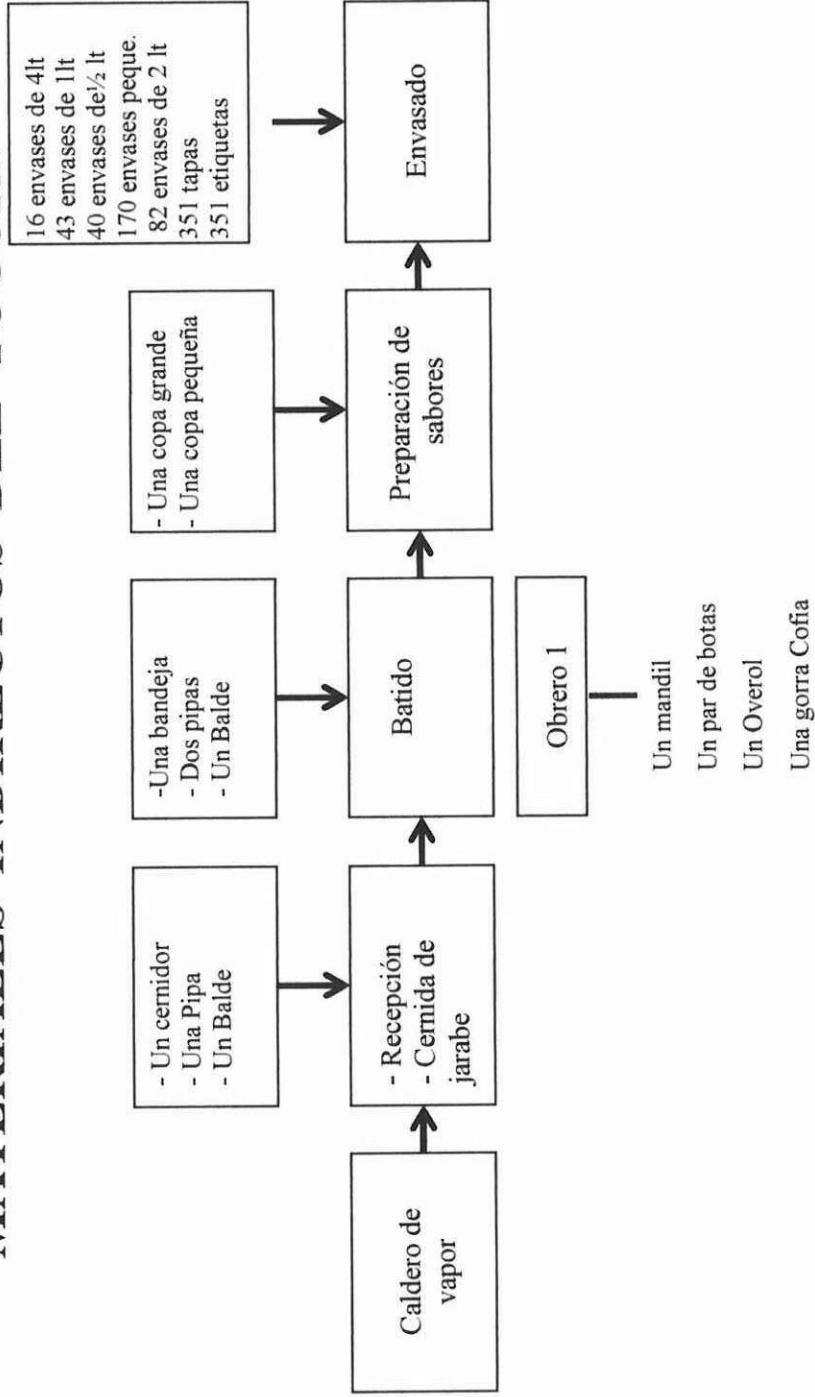 MATERIALES INDIRECTOS DEL
- Un cernidor
- Una Pipa
- Un Balde
-Una bandeja
- Dos pipas
- Un Balde
- Una copa grande
- Una copa pequeña
16 envases de 4lt
43 envases de 1lt
40 envases de½ lt
170 envases peque.
82 envases de 2 lt
351 tapas
351 etiquetas
Caldero de
vapor
- Recepción
- Cernida de
jarabe
Batido
Preparación de
sabores
Envasado
Obrero 1
Un mandil
Un par de botas
Un Overol
Una gorra Cofia